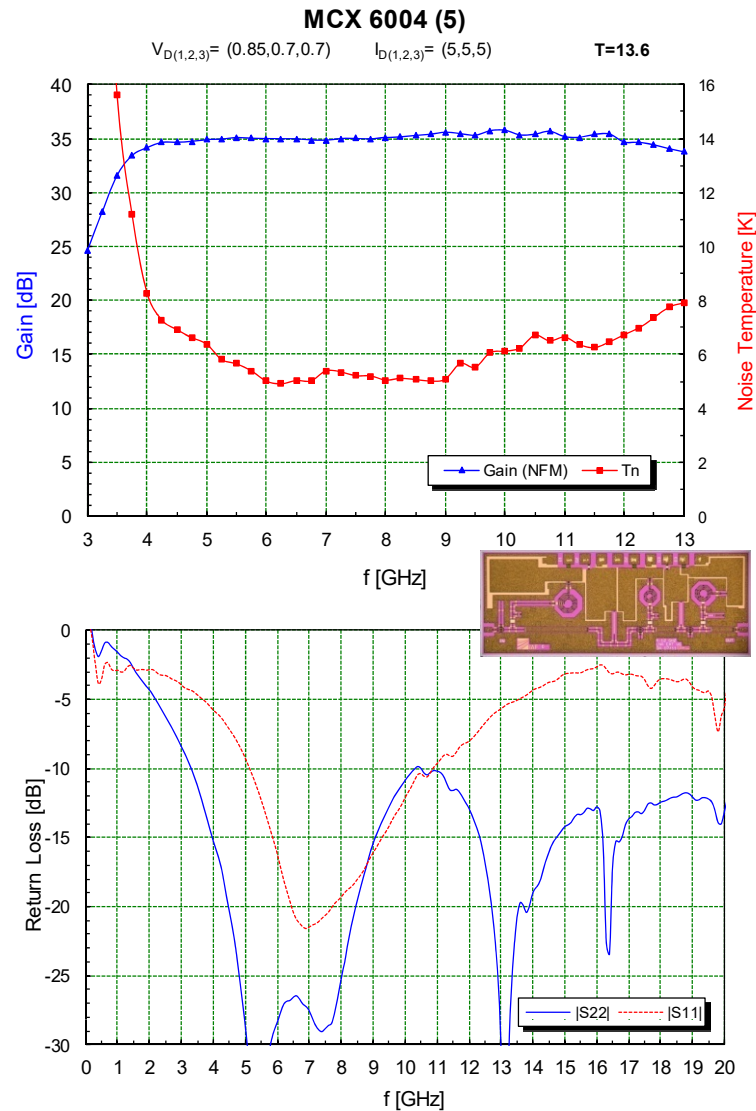 MCX 6004 (5)
V_D(1,2,3)= (0.85,0.7,0.7) I_D(1,2,3)= (5,5,5) T=13.6
40 16
35 14
30 12
25 10
20 8
15 6
10 4
5 2
0 0
Gain [dB]
Noise Temperature [K]
Gain (NFM) Tn
3 4 5 6 7 8 9 10 11 12 13
f [GHz]
0
-5
-10
-15
-20
-25
-30
Return Loss [dB]
|S22| |S11|
0 1 2 3 4 5 6 7 8 9 10 11 12 13 14 15 16 17 18 19 20
f [GHz]